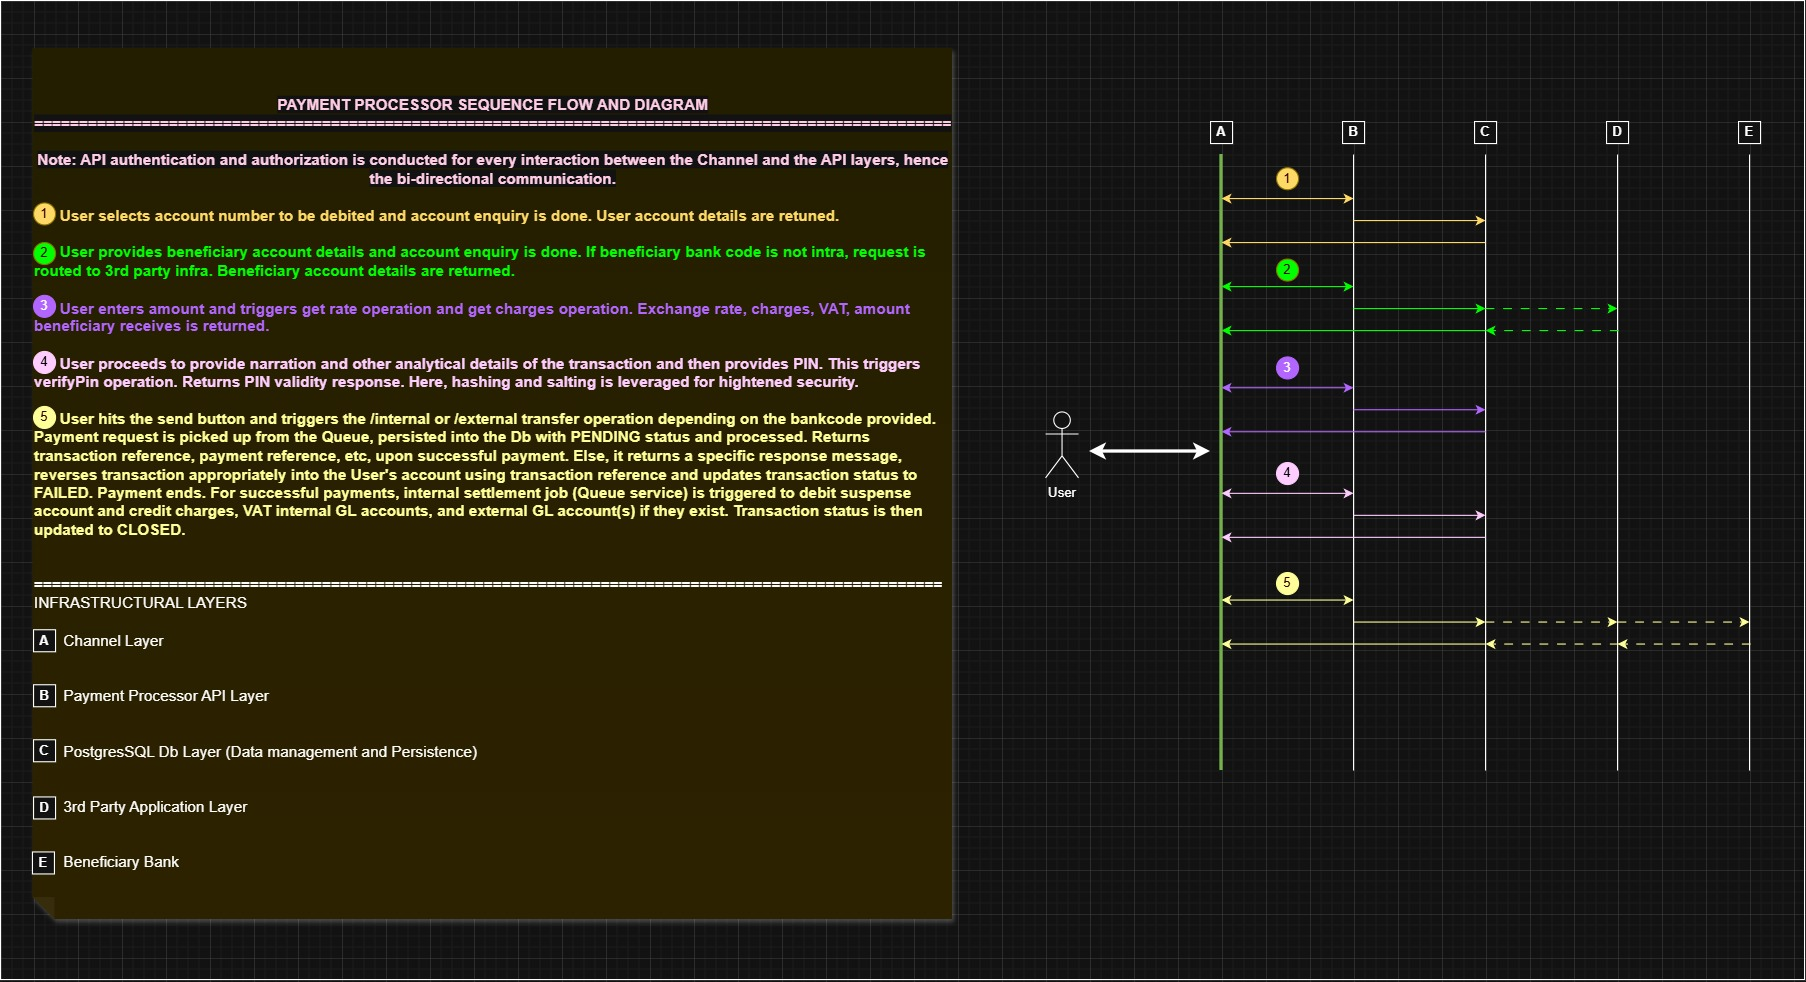 PAYMENT PROCESSOR SEQUENCE FLOW AND DIAGRAM
==========================================================================================================
Note: API authentication and authorization is conducted for every interaction between the Channel and the API layers, hence
the bi-directional communication.
1 User selects account number to be debited and account enquiry is done. User account details are retuned.
2 User provides beneficiary account details and account enquiry is done. If beneficiary bank code is not intra, request is
routed to 3rd party infra. Beneficiary account details are returned.
3 User enters amount and triggers get rate operation and get charges operation. Exchange rate, charges, VAT, amount
beneficiary receives is returned.
4 User proceeds to provide narration and other analytical details of the transaction and then provides PIN. This triggers
verifyPin operation. Returns PIN validity response. Here, hashing and salting is leveraged for hightened security.
5 User hits the send button and triggers the /internal or /external transfer operation depending on the bankcode provided.
Payment request is picked up from the Queue, persisted into the Db with PENDING status and processed. Returns
transaction reference, payment reference, etc, upon successful payment. Else, it returns a specific response message,
reverses transaction appropriately into the User's account using transaction reference and updates transaction status to
FAILED. Payment ends. For successful payments, internal settlement job (Queue service) is triggered to debit suspense
account and credit charges, VAT internal GL accounts, and external GL account(s) if they exist. Transaction status is then
updated to CLOSED.
=========================================================================================================
INFRASTRUCTURAL LAYERS
A Channel Layer
B Payment Processor API Layer
C PostgresSQL Db Layer (Data management and Persistence)
D 3rd Party Application Layer
E Beneficiary Bank
User
A B C D E
1
2
3
4
5